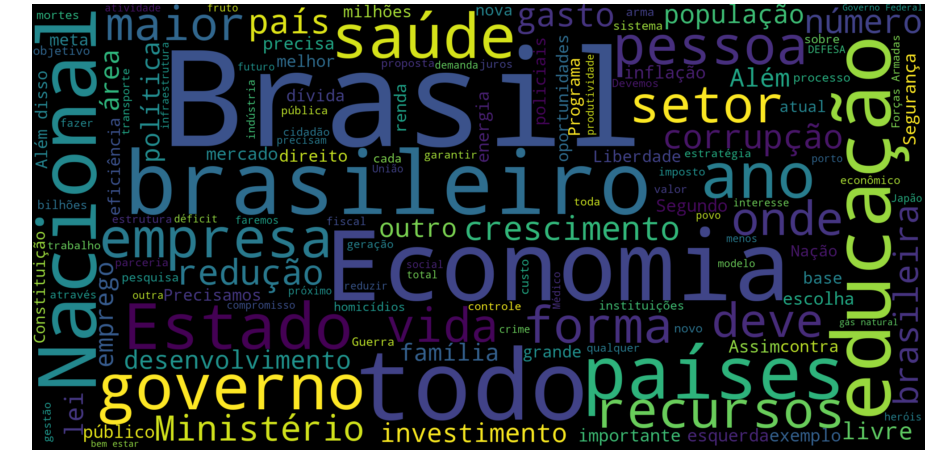 Brasil
Economia
brasileiro
Nacional
educação
todo
governo
Estado
países
empresa
saúde
pessoa
setor
ano
forma
vida
recursos
onde
deve
maior
país
gasto
população
número
política
área
corrupção
crescimento
outro
redução
desenvolvimento
Ministério
investimento
família
emprego
lei
público
brasileira
livre
Segurança
Além
inflação
Programa
oportunidades
policiais
energia
milhões
precisa
melhor
dívida
renda
mercado
direito
eficiência
Além disso
Constituição
Precisamos
Liberdade
Segundo
Nação
base
escolha
Assimcontra
importante
esquerda
exemplo
grande
instituições
homicídios
Guerra
controle
crime
novo
qualquer
menos
modelo
povo
interesse
valor
imposto
estratégia
porto
econômico
Japão
atual
processo
sobre
DEFESA
sistema
arma
nova
Governo Federal
Forças Armadas
Devemos
produtividade
proposta
demanda
juros
futuro
pública
indústria
infraestrutura
transporte
atividade
fruto
mortes
meta
objetivo
fazer
bilhões
cidadão
precisam
cada
garantir
União
toda
fiscal
faremos
déficit
estrutura
trabalho
parceria
pesquisa
através
outra
compromisso
próximo
geração
reduzir
social
total
custo
Médico
gás natural
heróis
gestão
bem estar